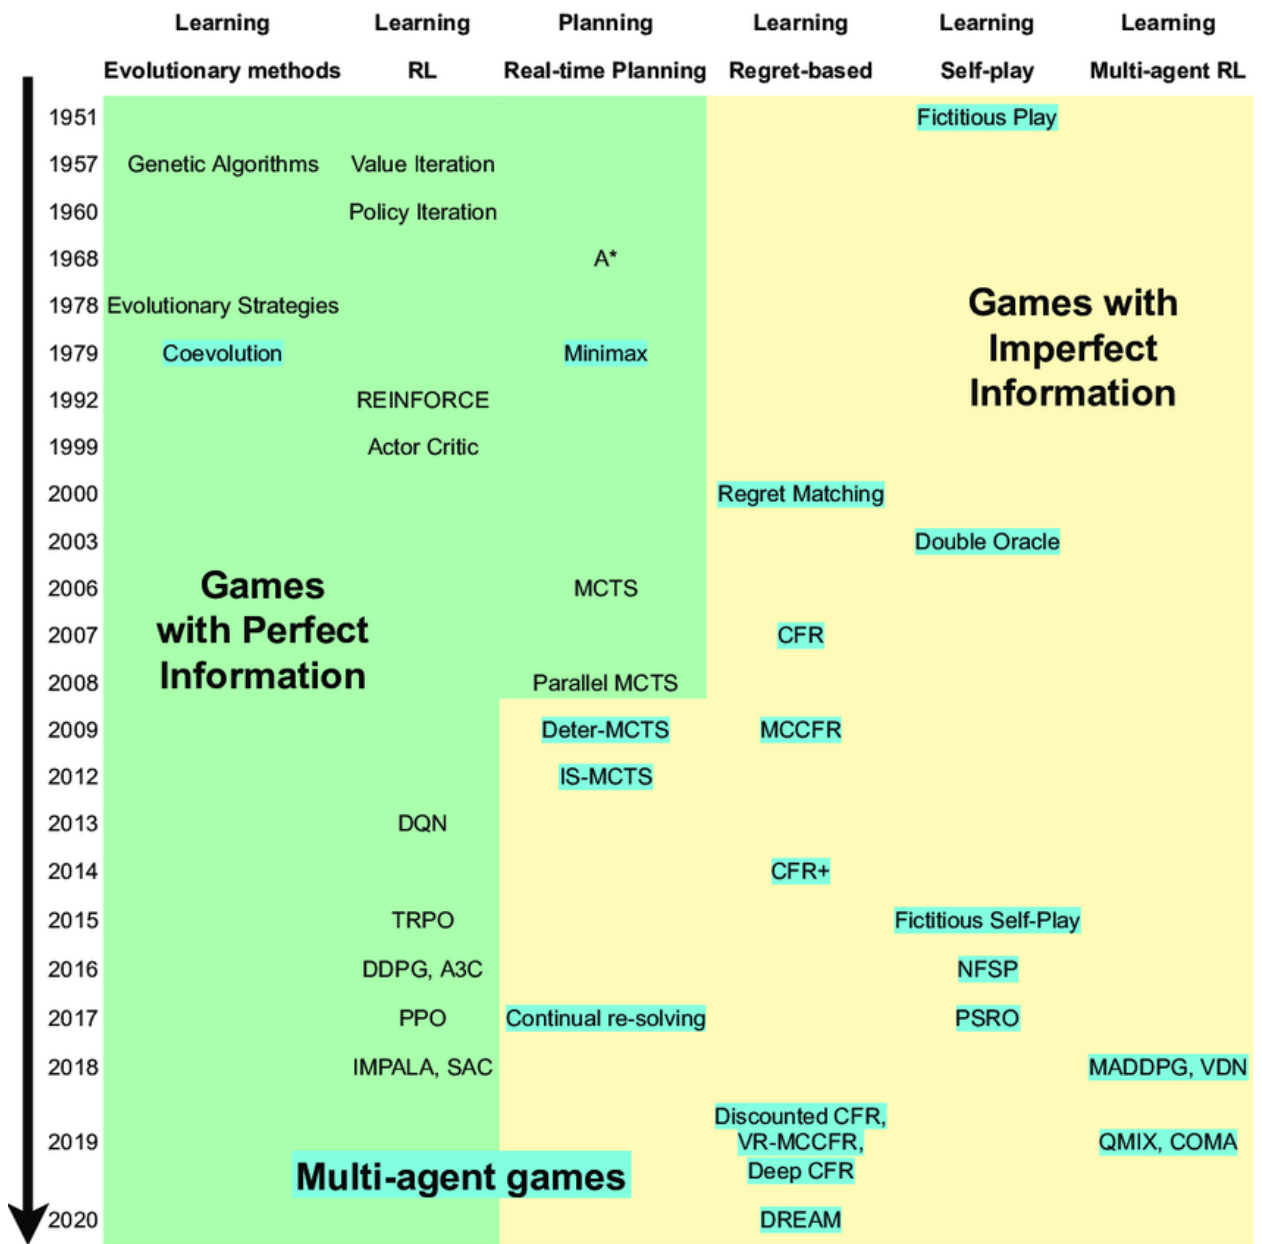 Learning Learning Planning Learning Learning Learning
Evolutionary methods RL Real-time Planning Regret-based Self-play Multi-agent RL
1951 Fictitious Play
1957 Genetic Algorithms Value Iteration
1960 Policy Iteration
1968 A*
1978 Evolutionary Strategies
Games with
Imperfect
Information
1979 Coevolution Minimax
1992 REINFORCE
1999 Actor Critic
2000 Regret Matching
2003 Double Oracle
Games
with Perfect
Information
2006 MCTS
2007 CFR
2008 Parallel MCTS
2009 Deter-MCTS MCCFR
2012 IS-MCTS
2013 DQN
2014 CFR+
2015 TRPO Fictitious Self-Play
2016 DDPG, A3C NFSP
2017 PPO Continual re-solving PSRO
2018 IMPALA, SAC MADDPG, VDN
Discounted CFR,
2019 VR-MCCFR, QMIX, COMA
Deep CFR
Multi-agent games
2020 DREAM